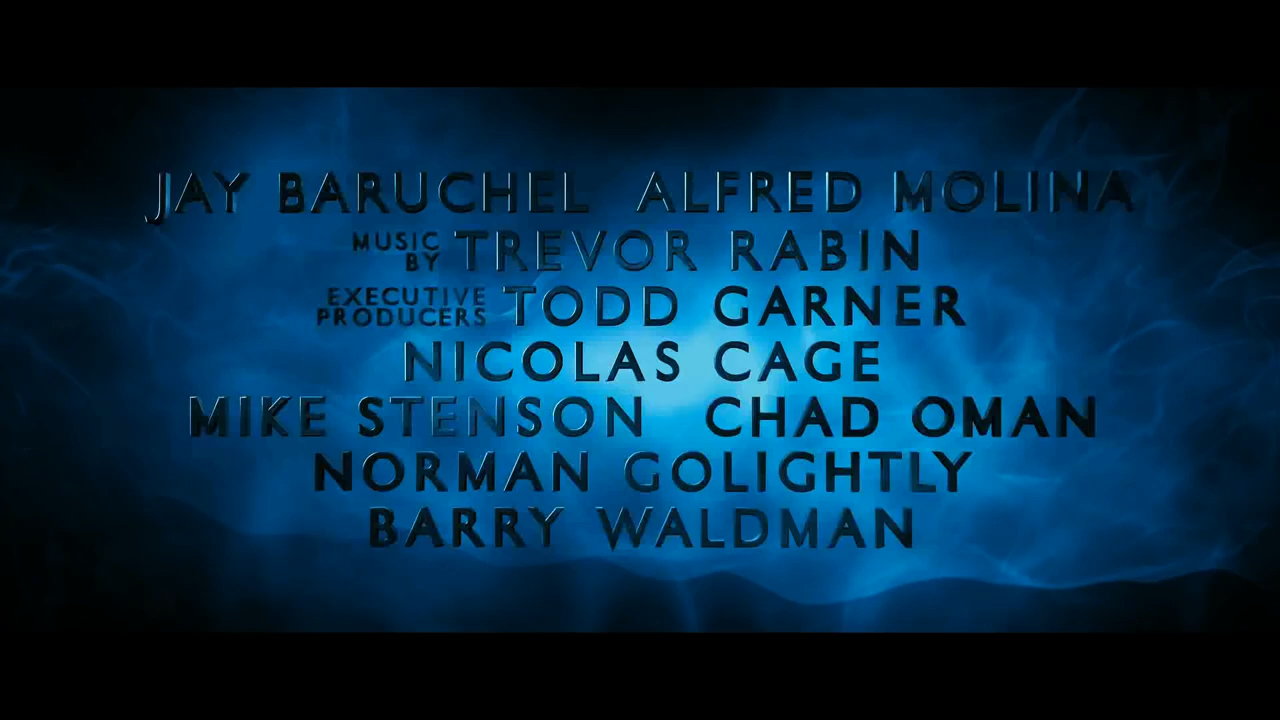 JAY BARUCHEL ALFRED MOLINA
MUSIC BY TREVOR RABIN
EXECUTIVE PRODUCERS TODD GARNER
NICOLAS CAGE
MIKE STENSON CHAD OMAN
NORMAN GOLIGHTLY
BARRY WALDMAN